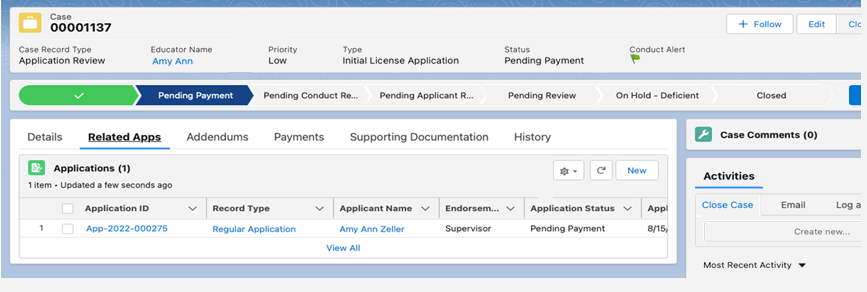 Case
00001137
+ Follow
Edit
Clo
Case Record Type
Educator Name
Priority
Type
Status
Conduct Alert
Application Review
Amy Ann
Low
Initial License Application
Pending Payment
Pending Payment
Pending Conduct Re...
Pending Applicant R...
Pending Review
On Hold - Deficient
Closed
Details
Related Apps
Addendums
Payments
Supporting Documentation
History
Applications (1)
New
1 item • Updated a few seconds ago
Application ID
Record Type
Applicant Name
Endorsem...
Application Status
Appl
1
App-2022-000275
Regular Application
Amy Ann Zeller
Supervisor
Pending Payment
8/15/
View All
Case Comments (0)
Activities
Close Case
Email
Log a
Create new...
Most Recent Activity